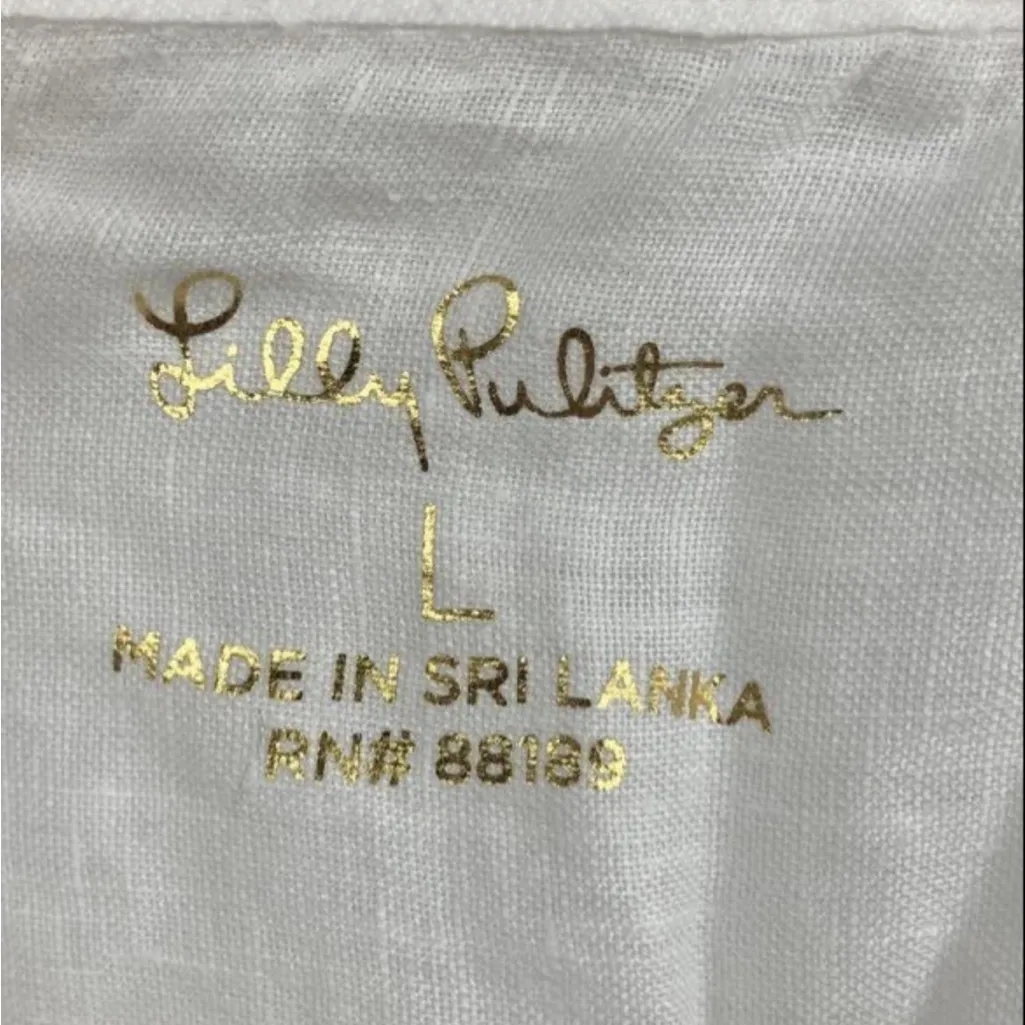 Lilly Pulitzer
L
MADE IN SRI LANKA
RN# 88189